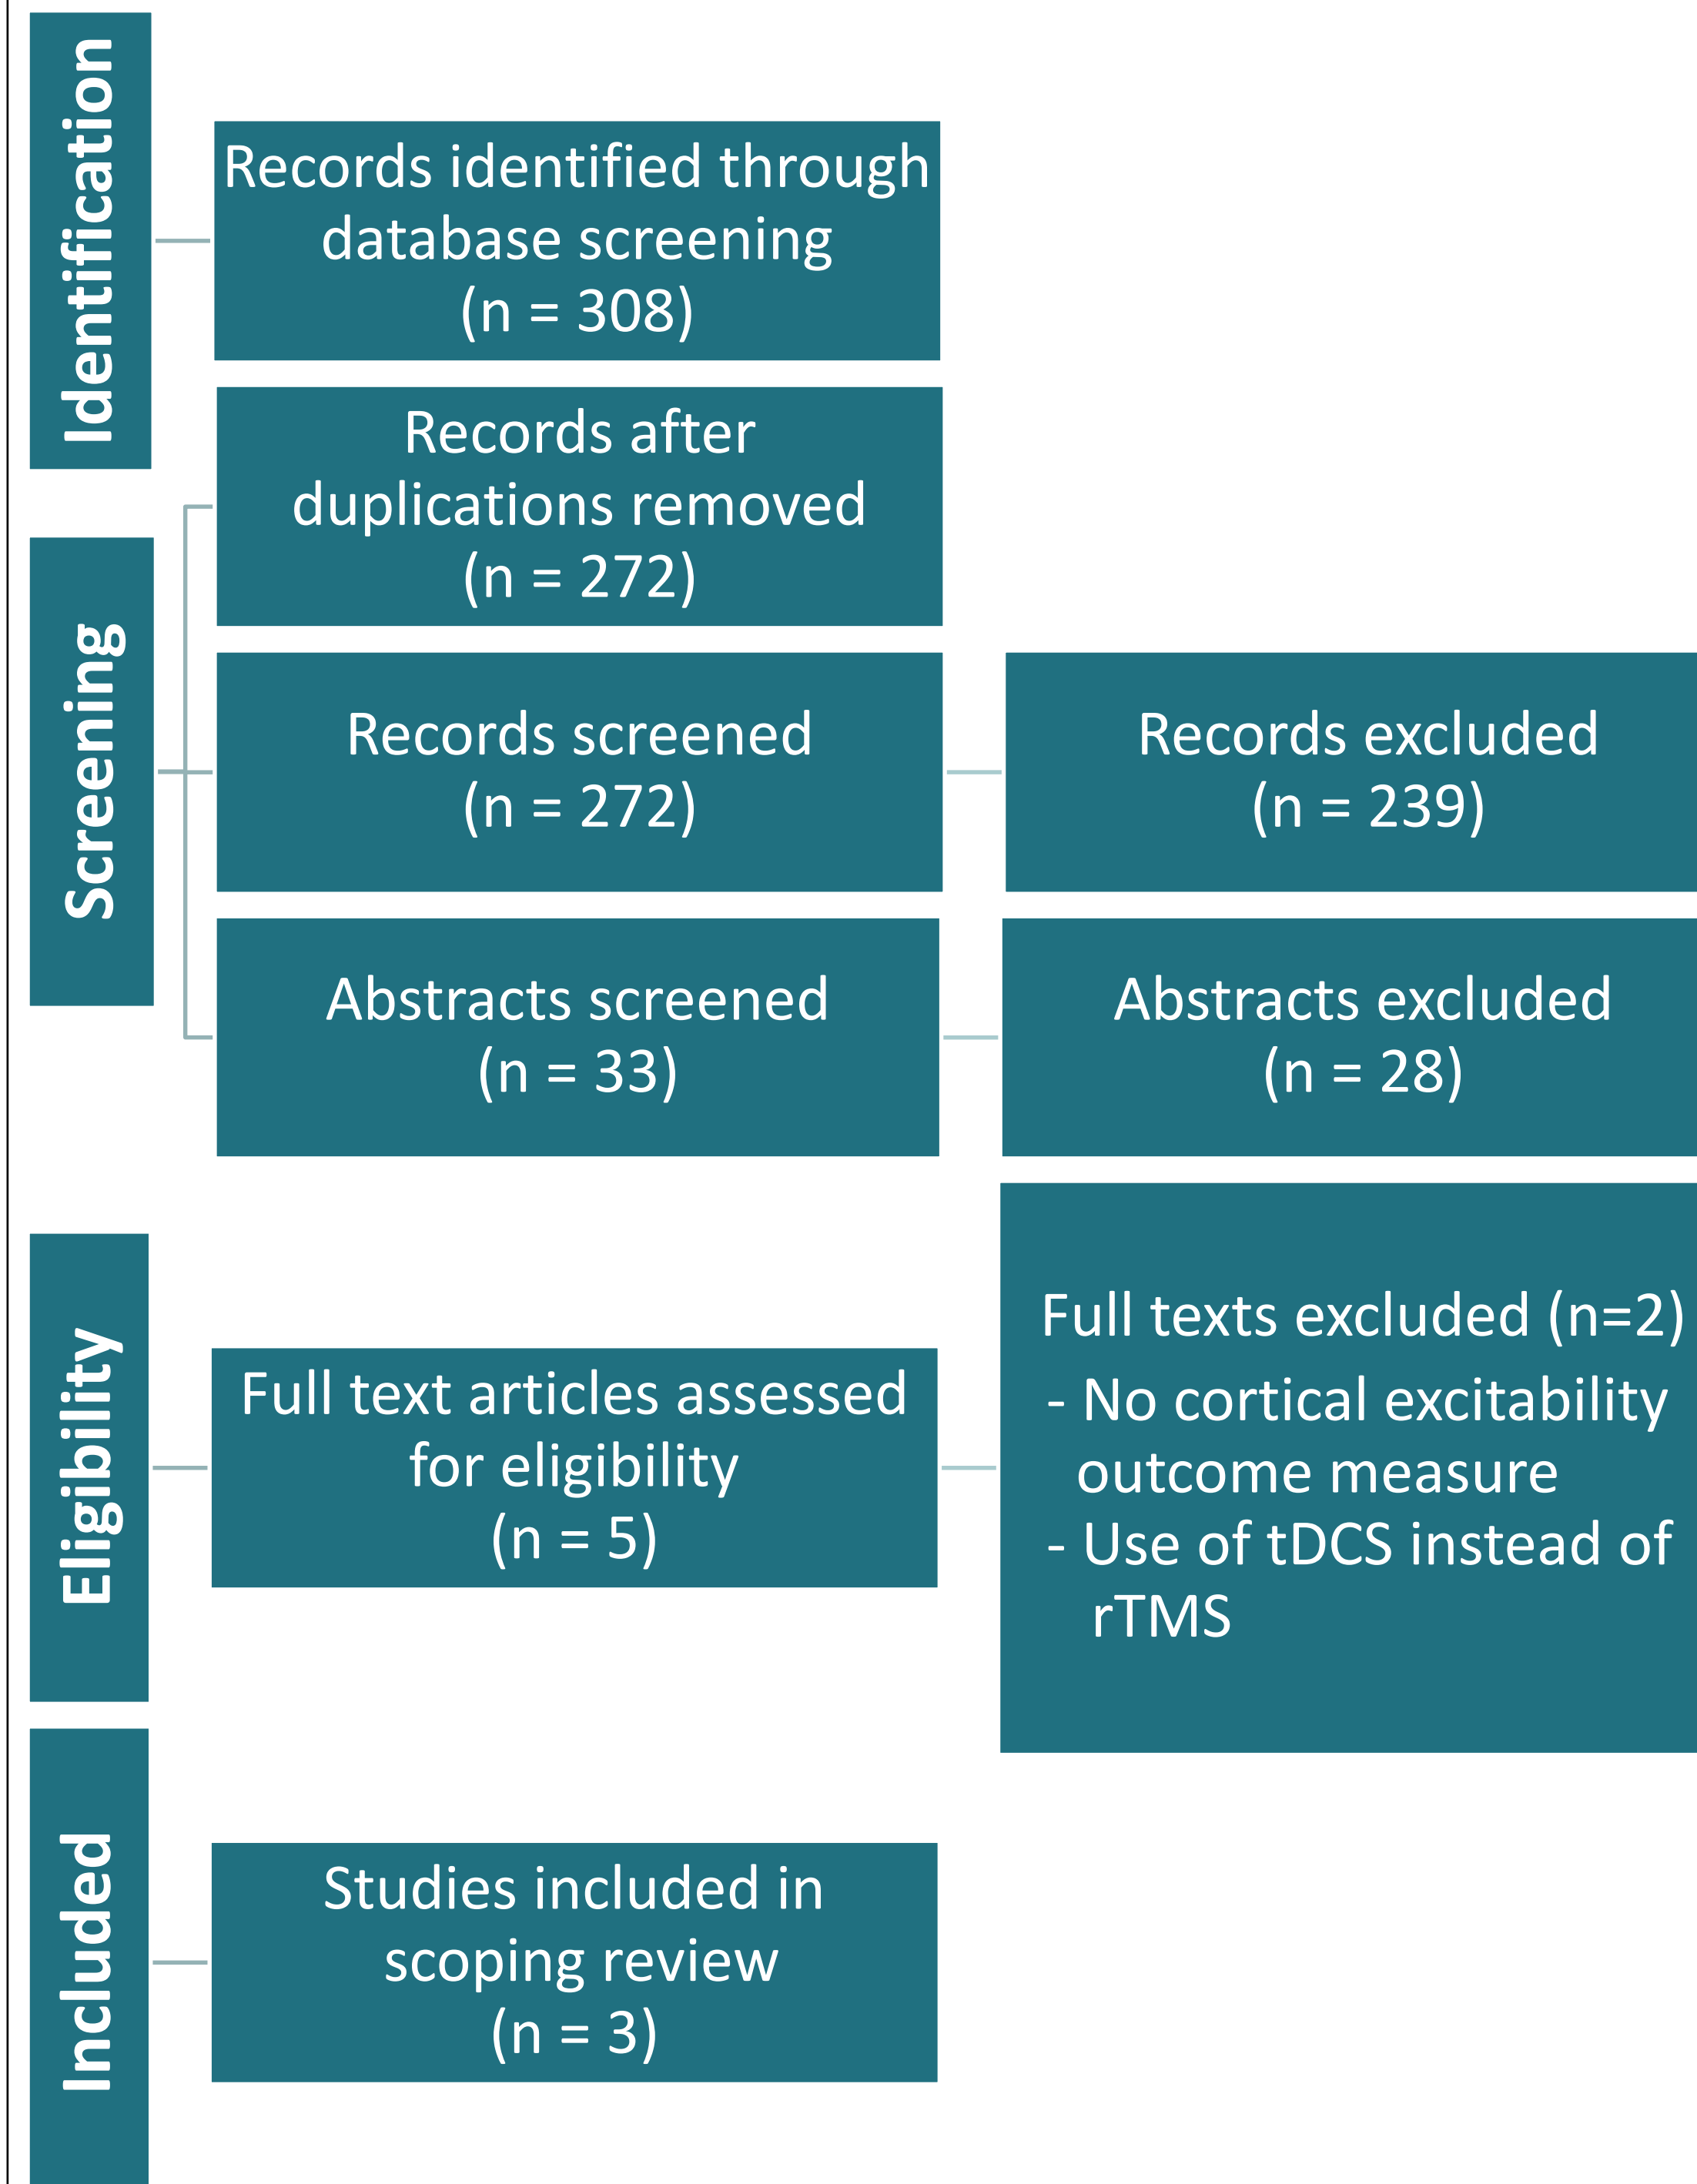 Identification
Records identified through
database screening
(n = 308)
Records after
duplications removed
(n = 272)
Screening
Records screened
(n = 272)
Records excluded
(n = 239)
Abstracts screened
(n = 33)
Abstracts excluded
(n = 28)
Eligibility
Full text articles assessed
for eligibility
(n = 5)
Full texts excluded (n=2)
- No cortical excitability
outcome measure
- Use of tDCS instead of
rTMS
Included
Studies included in
scoping review
(n = 3)